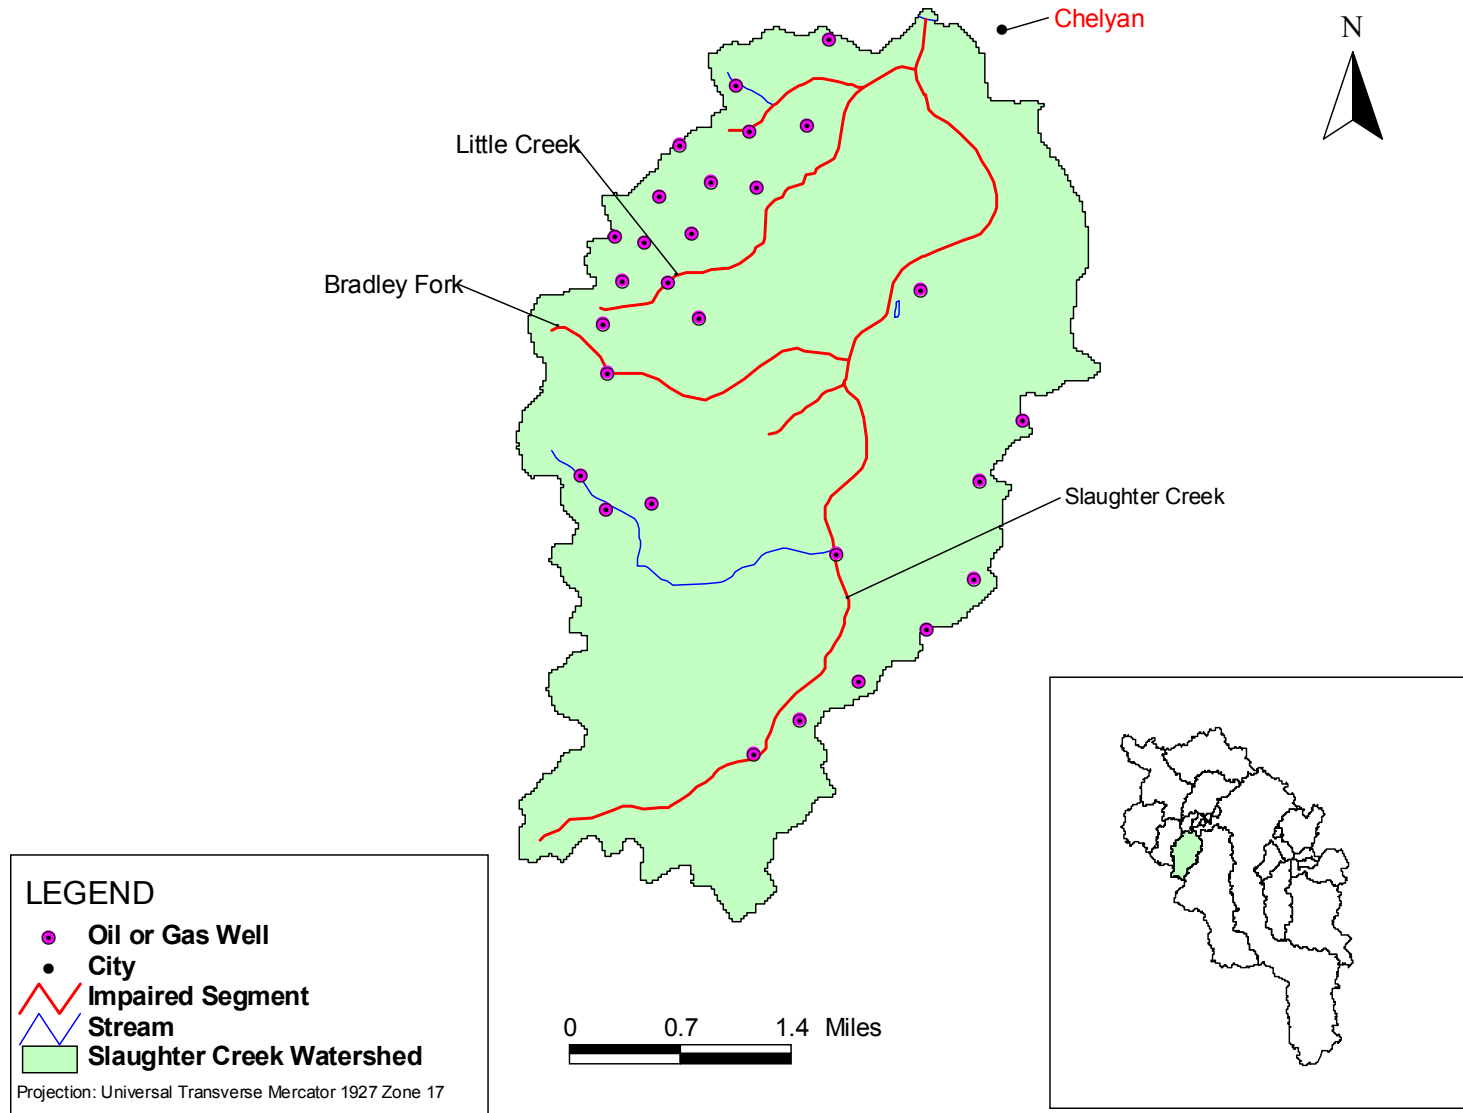 Chelyan
N
Little Creek
Bradley Fork
Slaughter Creek
LEGEND
Oil or Gas Well
City
Impaired Segment
Stream
Slaughter Creek Watershed
Projection: Universal Transverse Mercator 1927 Zone 17
0 0.7 1.4 Miles